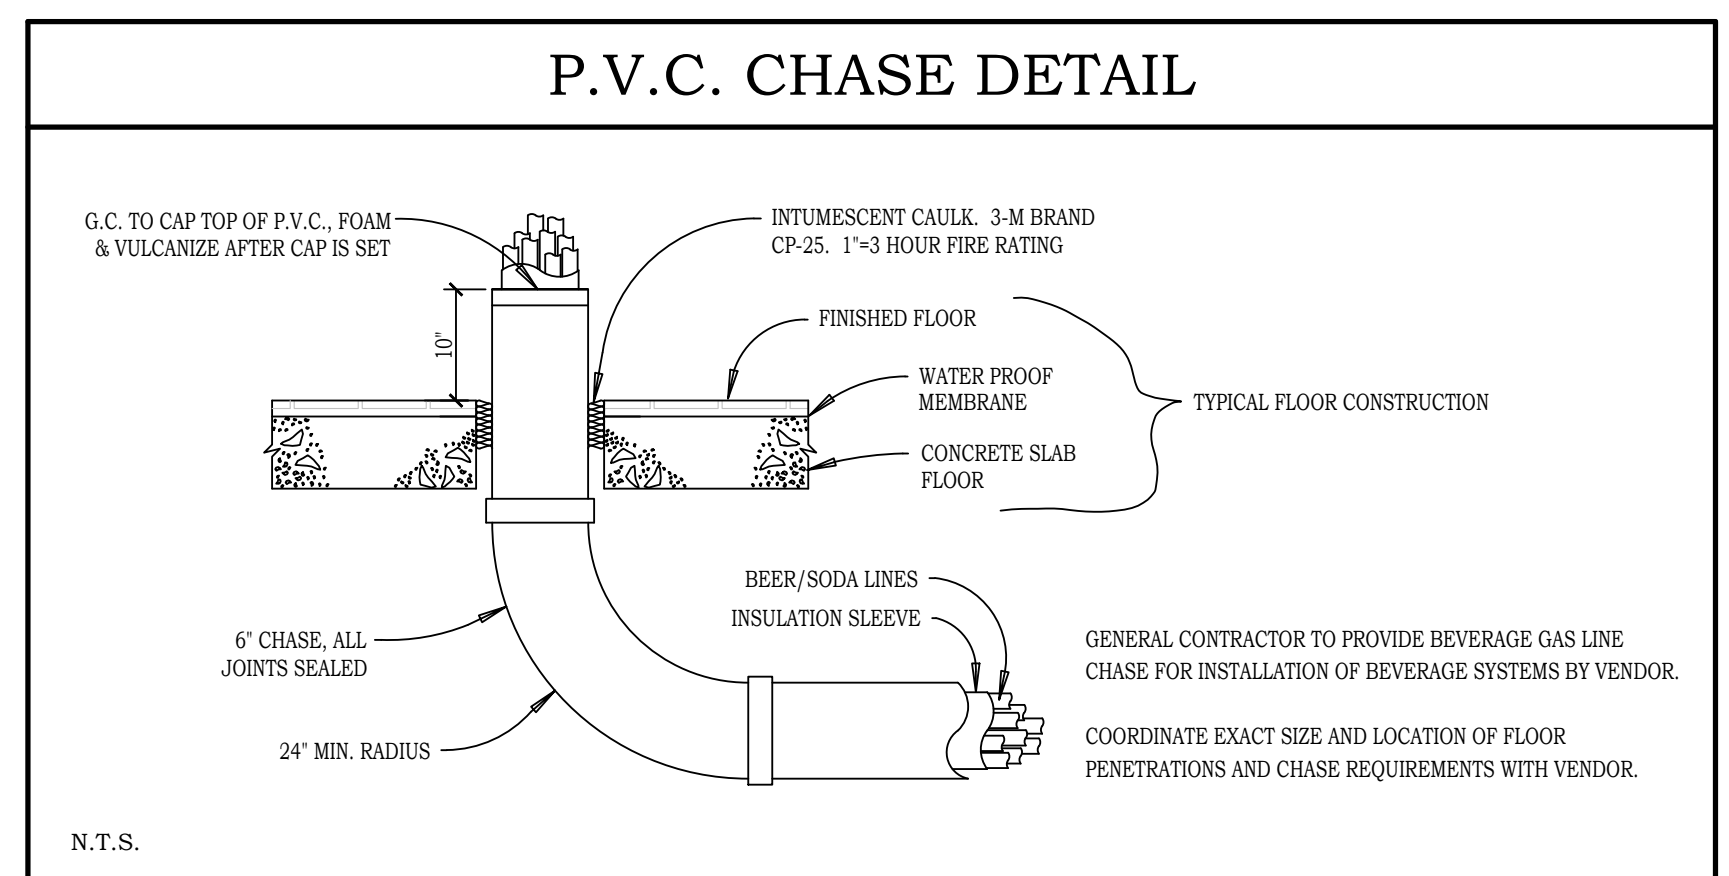 P.V.C. CHASE DETAIL
G.C. TO CAP TOP OF P.V.C., FOAM
& VULCANIZE AFTER CAP IS SET
INTUMESCENT CAULK. 3-M BRAND
CP-25. 1"=3 HOUR FIRE RATING
10"
FINISHED FLOOR
WATER PROOF
MEMBRANE
TYPICAL FLOOR CONSTRUCTION
CONCRETE SLAB
FLOOR
BEER/SODA LINES
INSULATION SLEEVE
6" CHASE, ALL
JOINTS SEALED
24" MIN. RADIUS
GENERAL CONTRACTOR TO PROVIDE BEVERAGE GAS LINE
CHASE FOR INSTALLATION OF BEVERAGE SYSTEMS BY VENDOR.
COORDINATE EXACT SIZE AND LOCATION OF FLOOR
PENETRATIONS AND CHASE REQUIREMENTS WITH VENDOR.
N.T.S.